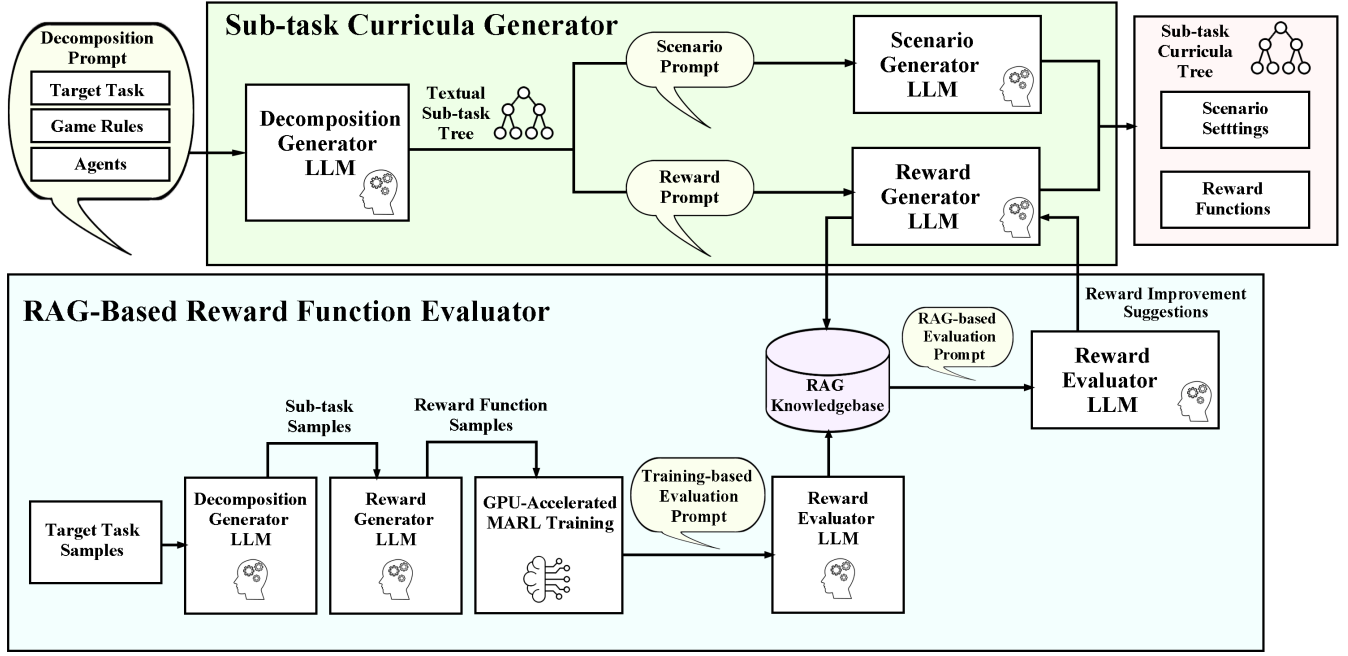 Decomposition
Prompt
Target Task
Game Rules
Agents
Sub-task Curricula Generator
Decomposition
Generator
LLM
Textual
Sub-task
Tree
Scenario
Prompt
Reward
Prompt
Scenario
Generator
LLM
Reward
Generator
LLM
Sub-task
Curricula
Tree
Scenario
Setttings
Reward
Functions
RAG-Based Reward Function Evaluator
Target Task
Samples
Decomposition
Generator
LLM
Sub-task
Samples
Reward
Generator
LLM
Reward Function
Samples
GPU-Accelerated
MARL Training
Training-based
Evaluation
Prompt
Reward
Evaluator
LLM
RAG
Knowledgebase
RAG-based
Evaluation
Prompt
Reward
Evaluator
LLM
Reward Improvement
Suggestions